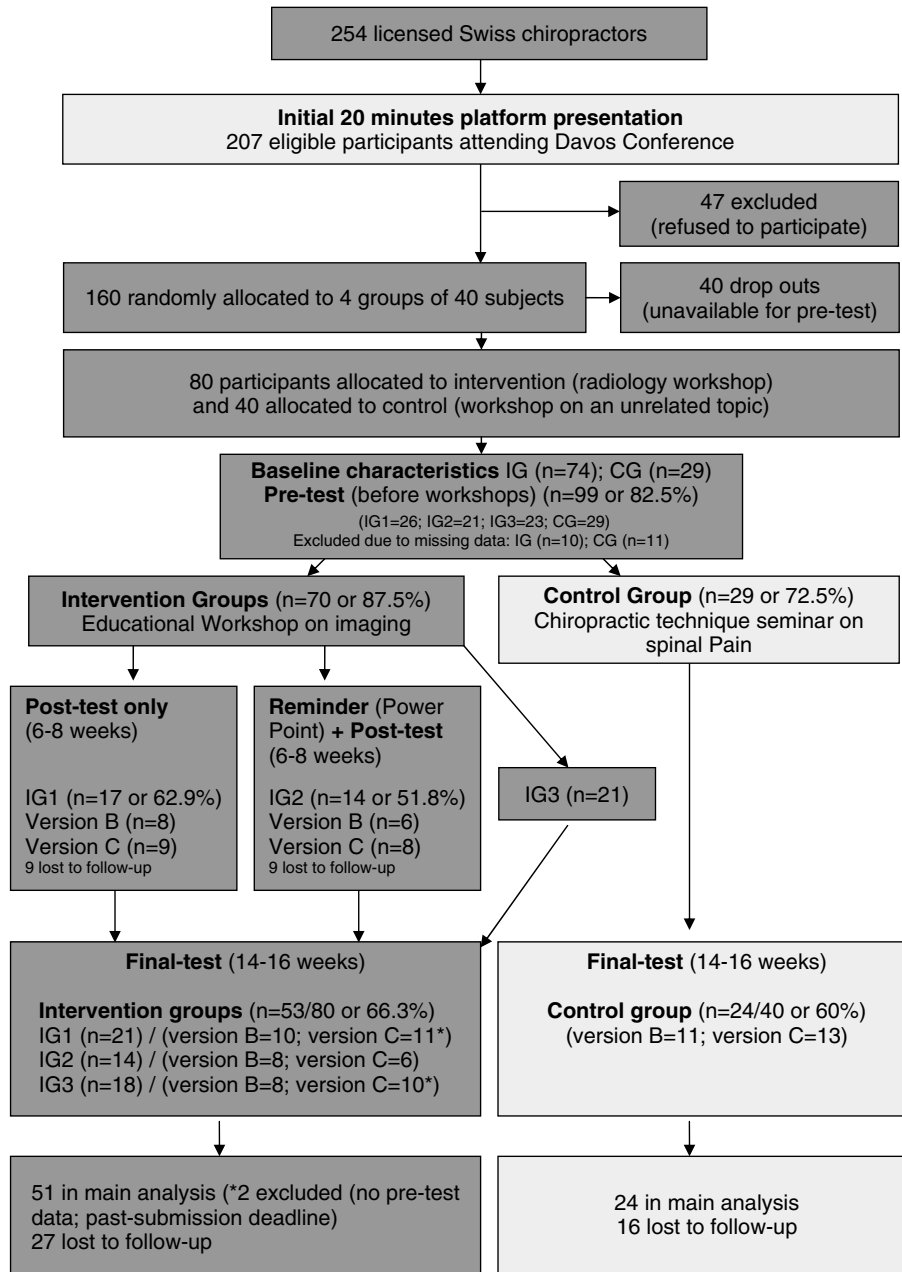 254 licensed Swiss chiropractors
Initial 20 minutes platform presentation
207 eligible participants attending Davos Conference
47 excluded
(refused to participate)
160 randomly allocated to 4 groups of 40 subjects
40 drop outs
(unavailable for pre-test)
80 participants allocated to intervention (radiology workshop)
and 40 allocated to control (workshop on an unrelated topic)
Baseline characteristics IG (n=74); CG (n=29)
Pre-test (before workshops) (n=99 or 82.5%)
(IG1=26; IG2=21; IG3=23; CG=29)
Excluded due to missing data: IG (n=10); CG (n=11)
Intervention Groups (n=70 or 87.5%)
Educational Workshop on imaging
Control Group (n=29 or 72.5%)
Chiropractic technique seminar on
spinal Pain
Post-test only
(6-8 weeks)
IG1 (n=17 or 62.9%)
Version B (n=8)
Version C (n=9)
9 lost to follow-up
Reminder (Power
Point) + Post-test
(6-8 weeks)
IG2 (n=14 or 51.8%)
Version B (n=6)
Version C (n=8)
9 lost to follow-up
IG3 (n=21)
Final-test (14-16 weeks)
Intervention groups (n=53/80 or 66.3%)
IG1 (n=21) / (version B=10; version C=11*)
IG2 (n=14) / (version B=8; version C=6)
IG3 (n=18) / (version B=8; version C=10*)
Final-test (14-16 weeks)
Control group (n=24/40 or 60%)
(version B=11; version C=13)
51 in main analysis (*2 excluded (no pre-test
data; past-submission deadline)
27 lost to follow-up
24 in main analysis
16 lost to follow-up